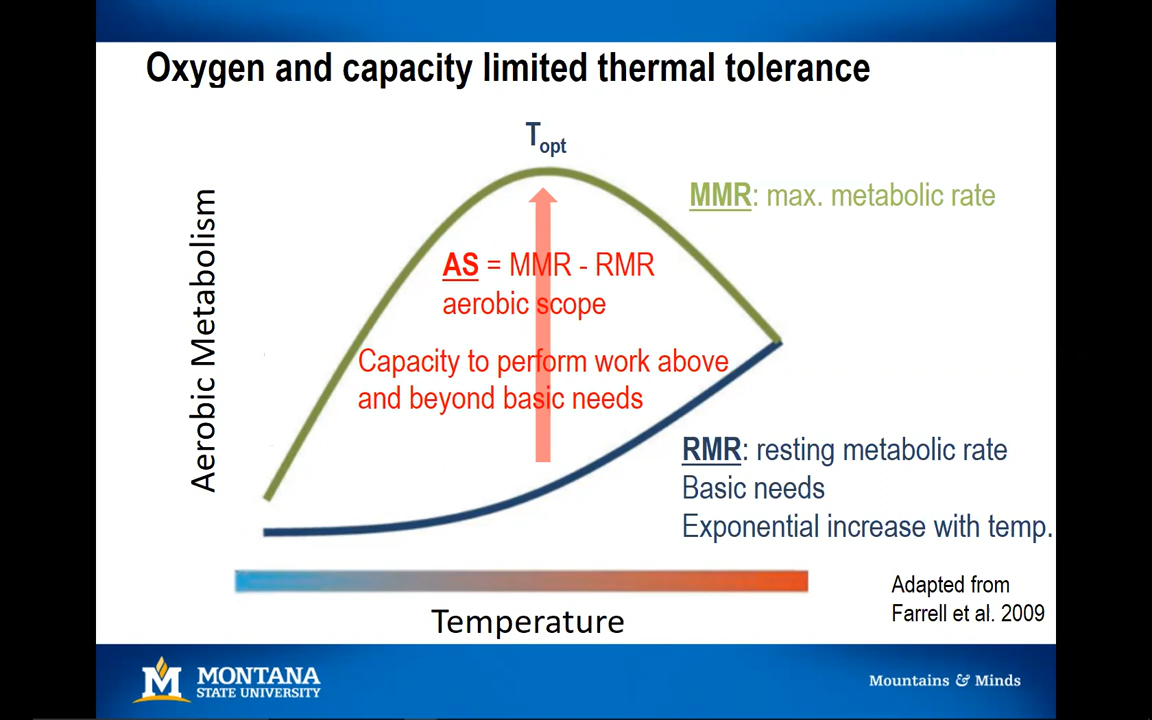 Oxygen and capacity limited thermal tolerance
Topt
MMR: max. metabolic rate
Aerobic Metabolism
AS = MMR - RMR
aerobic scope
Capacity to perform work above
and beyond basic needs
RMR: resting metabolic rate
Basic needs
Exponential increase with temp.
Adapted from
Farrell et al. 2009
Temperature
M
MONTANA
STATE UNIVERSITY
Mountains & Minds